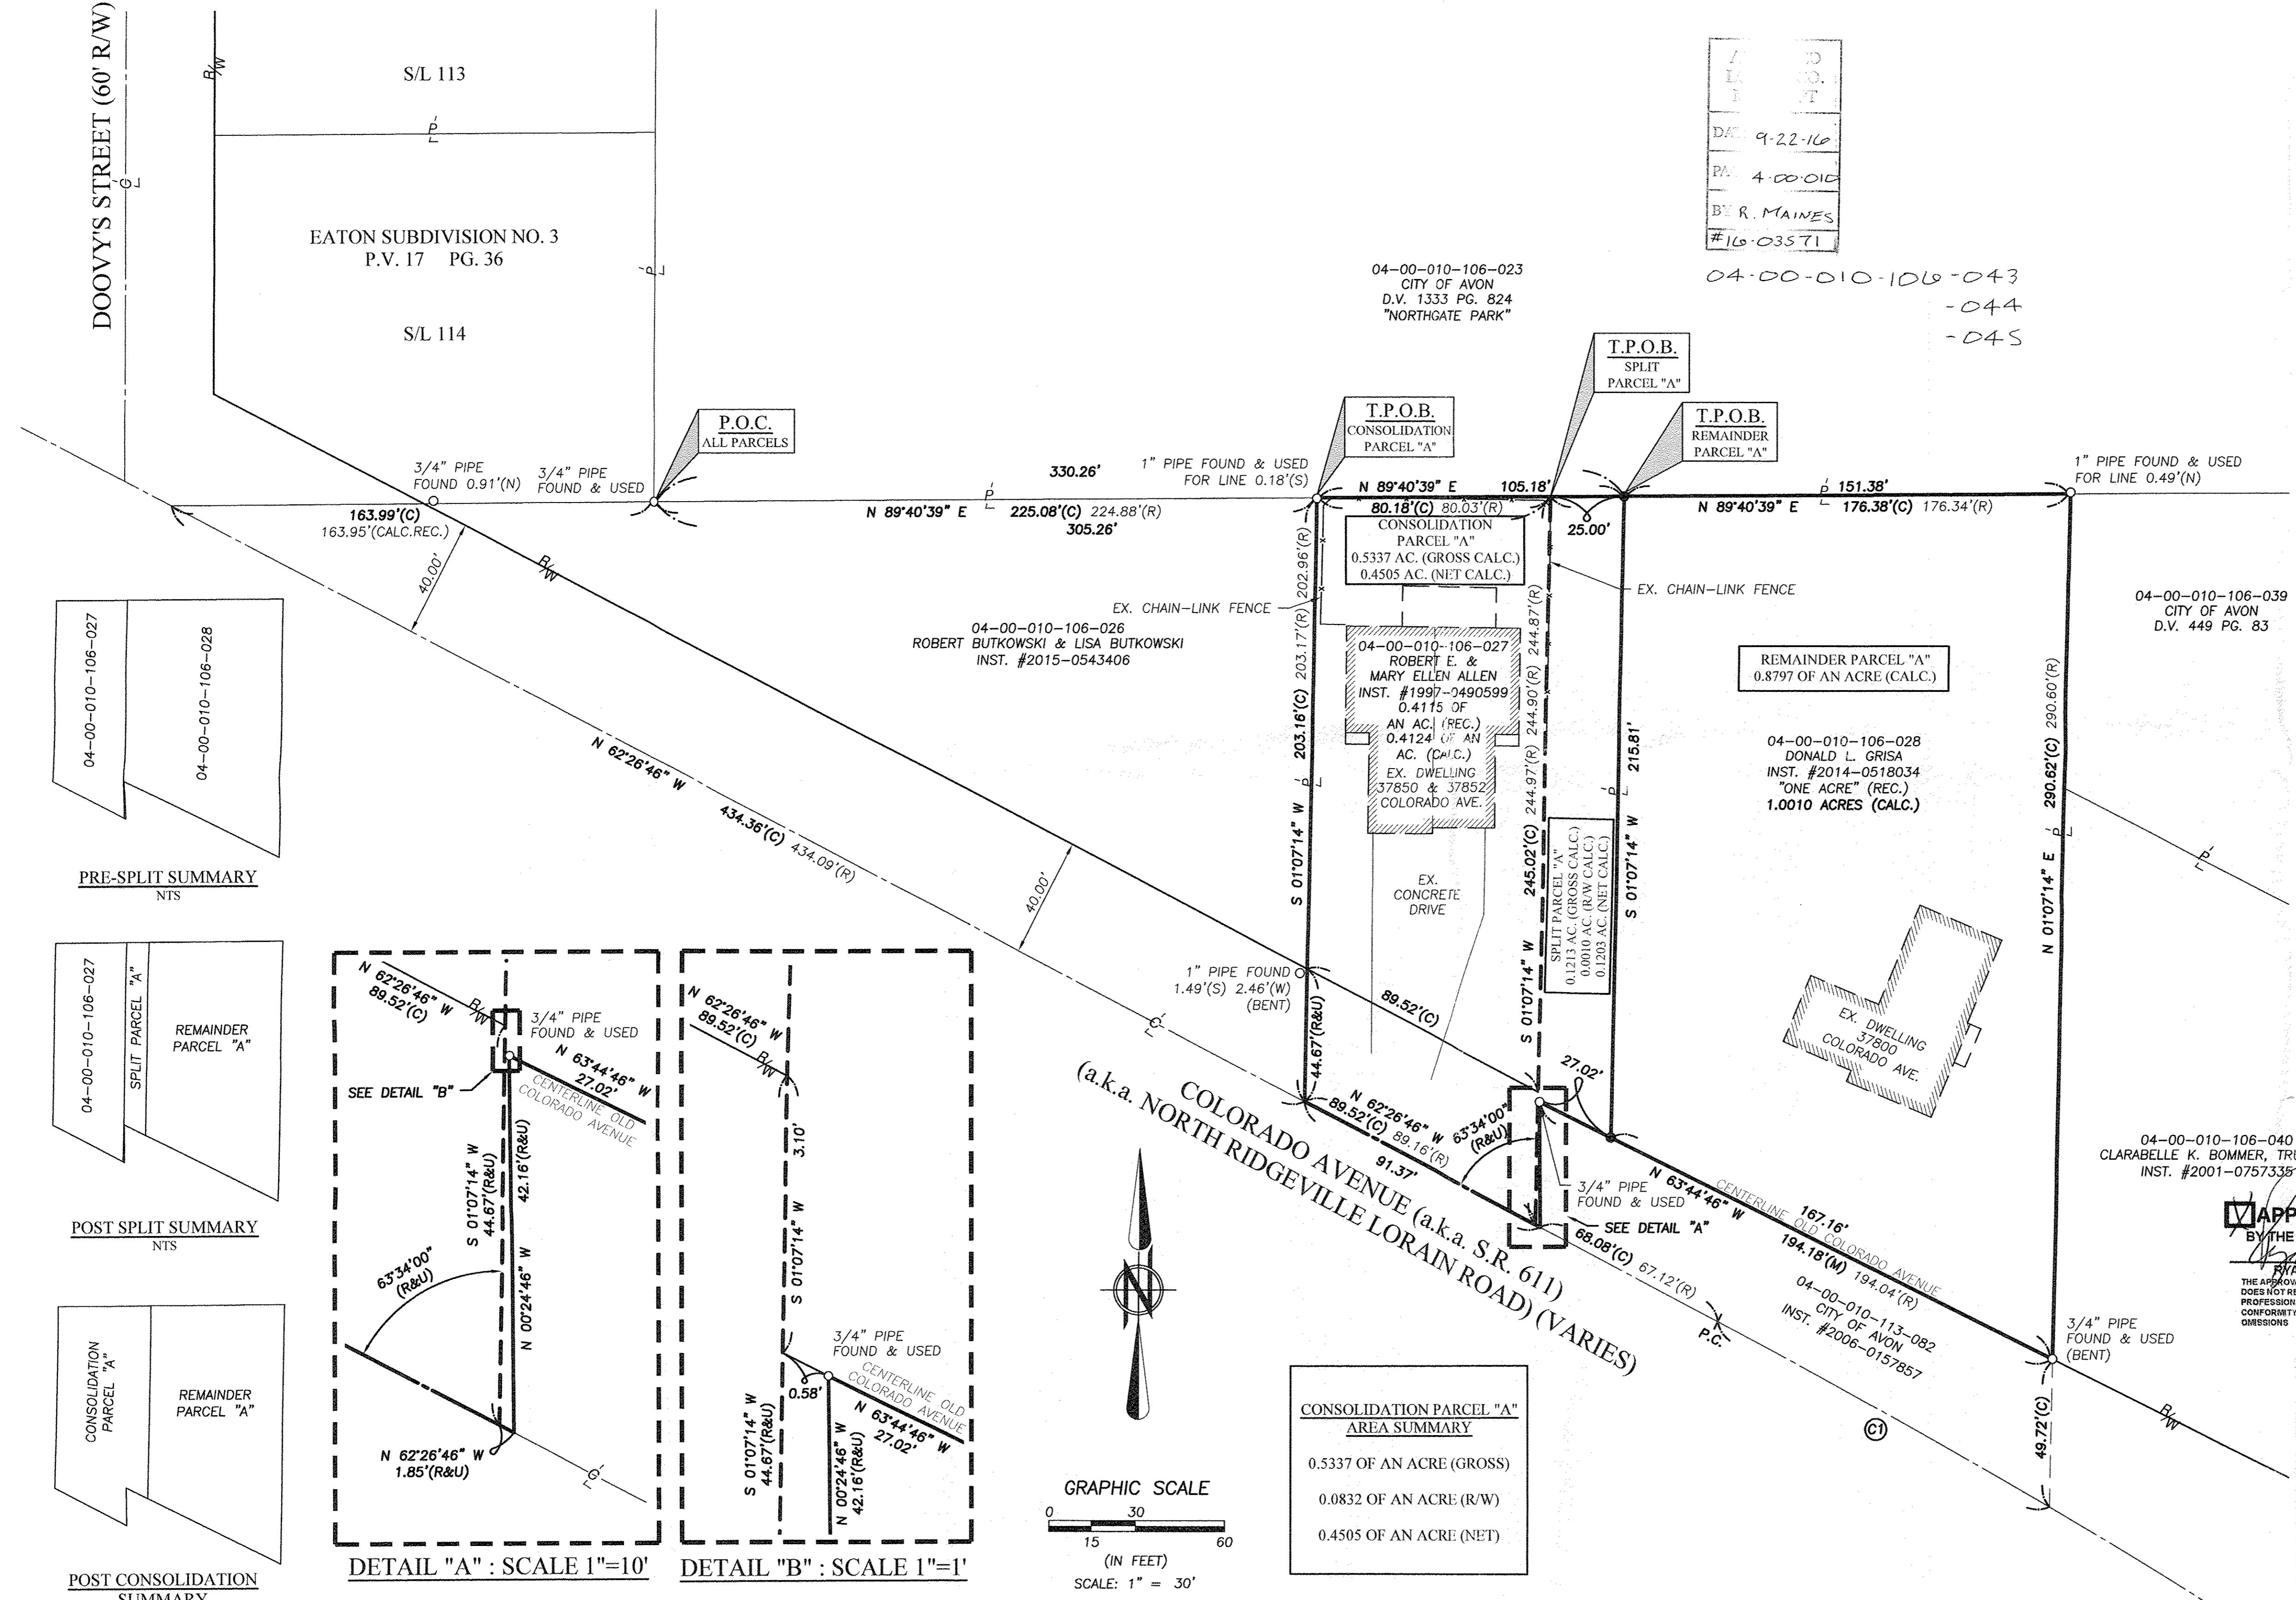 DOOVY'S STREET (60' R/W)
R/W
S/L 113
EATON SUBDIVISION NO. 3
P.V. 17 PG. 36
S/L 114
9-22-16
4-00-010
BY R. MAINES
#16-03571
04-00-010-106-043
-044
-045
04-00-010-106-023
CITY OF AVON
D.V. 1333 PG. 824
"NORTHGATE PARK"
T.P.O.B.
SPLIT
PARCEL "A"
T.P.O.B.
CONSOLIDATION
PARCEL "A"
T.P.O.B.
REMAINDER
PARCEL "A"
P.O.C.
ALL PARCELS
3/4" PIPE
FOUND 0.91'(N)
3/4" PIPE
FOUND & USED
163.99'(C)
163.95'(CALC.REC.)
40.00'
R/W
330.26'
N 89°40'39" E
225.08'(C) 224.88'(R)
305.26'
1" PIPE FOUND & USED
FOR LINE 0.18'(S)
N 89°40'39" E
105.18'
80.18'(C) 80.03'(R)
25.00'
151.38'
N 89°40'39" E
176.38'(C) 176.34'(R)
1" PIPE FOUND & USED
FOR LINE 0.49'(N)
CONSOLIDATION
PARCEL "A"
0.5337 AC. (GROSS CALC.)
0.4505 AC. (NET CALC.)
EX. CHAIN-LINK FENCE
EX. CHAIN-LINK FENCE
04-00-010-106-026
ROBERT BUTKOWSKI & LISA BUTKOWSKI
INST. #2015-0543406
04-00-010-106-027
ROBERT E. &
MARY ELLEN ALLEN
INST. #1997-0490599
0.4115 OF
AN AC. (REC.)
0.4124 OF AN
AC. (CALC.)
EX. DWELLING
37850 & 37852
COLORADO AVE.
EX.
CONCRETE
DRIVE
S 01°07'14" W 203.16'(C) 203.17'(R) 202.96'(R)
S 01°07'14" W 245.02'(C) 244.97'(R) 244.90'(R) 244.87'(R)
S 01°07'14" W 215.81'
SPLIT PARCEL "A"
0.1213 AC. (GROSS CALC.)
0.0010 AC. (R/W CALC.)
0.1203 AC. (NET CALC.)
REMAINDER PARCEL "A"
0.8797 OF AN ACRE (CALC.)
04-00-010-106-028
DONALD L. GRISA
INST. #2014-0518034
"ONE ACRE" (REC.)
1.0010 ACRES (CALC.)
N 01°07'14" E 290.62'(C) 290.60'(R)
04-00-010-106-039
CITY OF AVON
D.V. 449 PG. 83
EX. DWELLING
37800
COLORADO AVE.
N 62°26'46" W
434.36'(C) 434.09'(R)
40.00'
1" PIPE FOUND
1.49'(S) 2.46'(W)
(BENT)
44.67'(R&U)
89.52'(C)
N 62°26'46" W
89.52'(C) 89.16'(R)
91.37'
63°34'00"
(R&U)
27.02'
3/4" PIPE
FOUND & USED
SEE DETAIL "A"
68.08'(C) 67.12'(R)
P.C.
N 63°44'46" W
CENTERLINE OLD COLORADO AVENUE
167.16'
194.18'(M) 194.04'(R)
04-00-010-113-082
CITY OF AVON
INST. #2006-0157857
3/4" PIPE
FOUND & USED
(BENT)
49.72'(C)
R/W
C1
04-00-010-106-040
CLARABELLE K. BOMMER, TR
INST. #2001-0757335
APP
BY THE
THE APPROV
DOES NOT RE
PROFESSION
CONFORMITY
OMISSIONS
COLORADO AVENUE (a.k.a. S.R. 611)
(a.k.a. NORTH RIDGEVILLE LORAIN ROAD) (VARIES)
04-00-010-106-027
04-00-010-106-028
PRE-SPLIT SUMMARY
NTS
04-00-010-106-027
SPLIT PARCEL "A"
REMAINDER
PARCEL "A"
POST SPLIT SUMMARY
NTS
CONSOLIDATION
PARCEL "A"
REMAINDER
PARCEL "A"
POST CONSOLIDATION
SUMMARY
N 62°26'46" W
89.52'(C)
R/W
3/4" PIPE
FOUND & USED
N 63°44'46" W
27.02'
CENTERLINE OLD
COLORADO AVENUE
SEE DETAIL "B"
S 01°07'14" W
44.67'(R&U)
42.16'(R&U)
N 00°24'46" W
63°34'00"
(R&U)
N 62°26'46" W
1.85'(R&U)
DETAIL "A" : SCALE 1"=10'
N 62°26'46" W
89.52'(C)
R/W
3.10'
S 01°07'14" W
3/4" PIPE
FOUND & USED
0.58'
CENTERLINE OLD
COLORADO AVENUE
N 63°44'46" W
27.02'
S 01°07'14" W
44.67'(R&U)
N 00°24'46" W
42.16'(R&U)
DETAIL "B" : SCALE 1"=1'
N
GRAPHIC SCALE
0 30
15 60
(IN FEET)
SCALE: 1" = 30'
CONSOLIDATION PARCEL "A"
AREA SUMMARY
0.5337 OF AN ACRE (GROSS)
0.0832 OF AN ACRE (R/W)
0.4505 OF AN ACRE (NET)